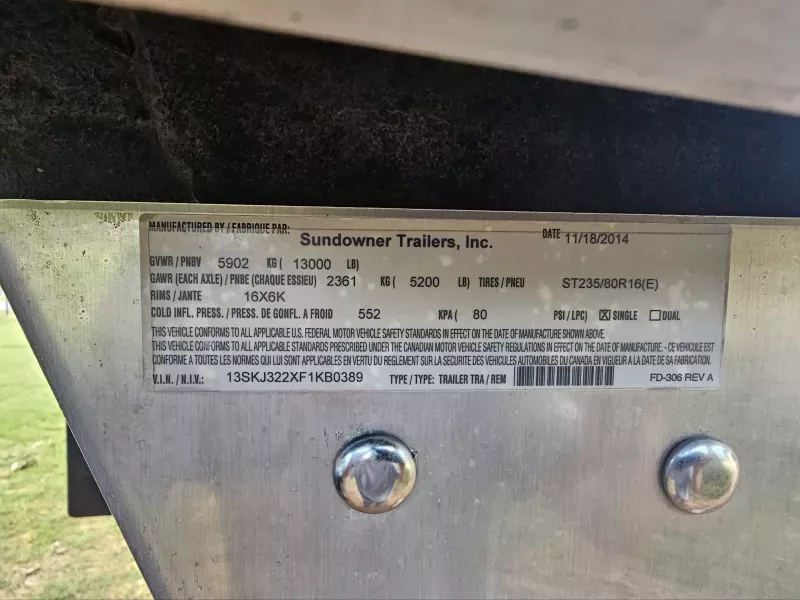 MANUFACTURED BY / FABRIQUE PAR: Sundowner Trailers, Inc. DATE 11/18/2014
GVWR / PNBV 5902 KG ( 13000 LB)
GAWR (EACH AXLE) / PNBE (CHAQUE ESSIEU) 2361 KG ( 5200 LB) TIRES / PNEU ST235/80R16(E)
RIMS / JANTE 16X6K
COLD INFL. PRESS. / PRESS. DE GONFL. A FROID 552 KPA ( 80 PSI / LPC) ☒ SINGLE ☐ DUAL
THIS VEHICLE CONFORMS TO ALL APPLICABLE U.S. FEDERAL MOTOR VEHICLE SAFETY STANDARDS IN EFFECT ON THE DATE OF MANUFACTURE SHOWN ABOVE.
THIS VEHICLE CONFORMS TO ALL APPLICABLE STANDARDS PRESCRIBED UNDER THE CANADIAN MOTOR VEHICLE SAFETY REGULATIONS IN EFFECT ON THE DATE OF MANUFACTURE. - CE VEHICULE EST
CONFORME A TOUTES LES NORMES QUI LUI SONT APPLICABLES EN VERTU DU REGLEMENT SUR LA SECURITE DES VEHICULES AUTOMOBILES DU CANADA EN VIGUEUR A LA DATE DE SA FABRICATION.
V.I.N. / N.I.V.: 13SKJ322XF1KB0389 TYPE / TYPE: TRAILER TRA / REM FD-306 REV A